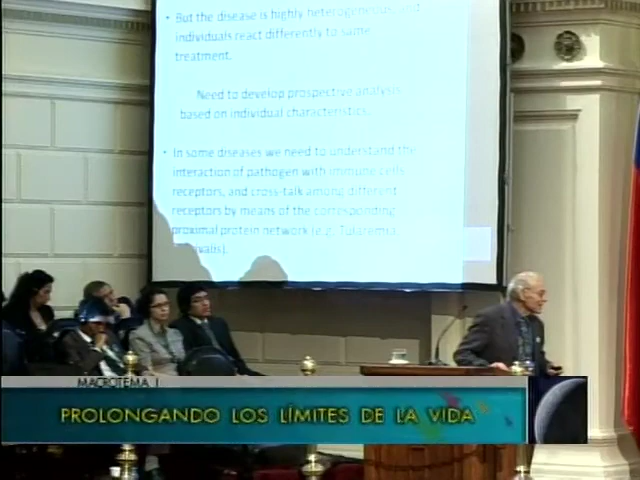 • But the disease is highly heterogeneous and
individuals react differently to same
treatment.
Need to develop prospective analysis
based on individual characteristics.
• In some diseases we need to understand the
interaction of pathogen with immune cells
receptors, and cross-talk among different
receptors by means of the corresponding
proximal protein network (e.g. Tularemia,
MACROTEMA I
PROLONGANDO LOS LÍMITES DE LA VIDA